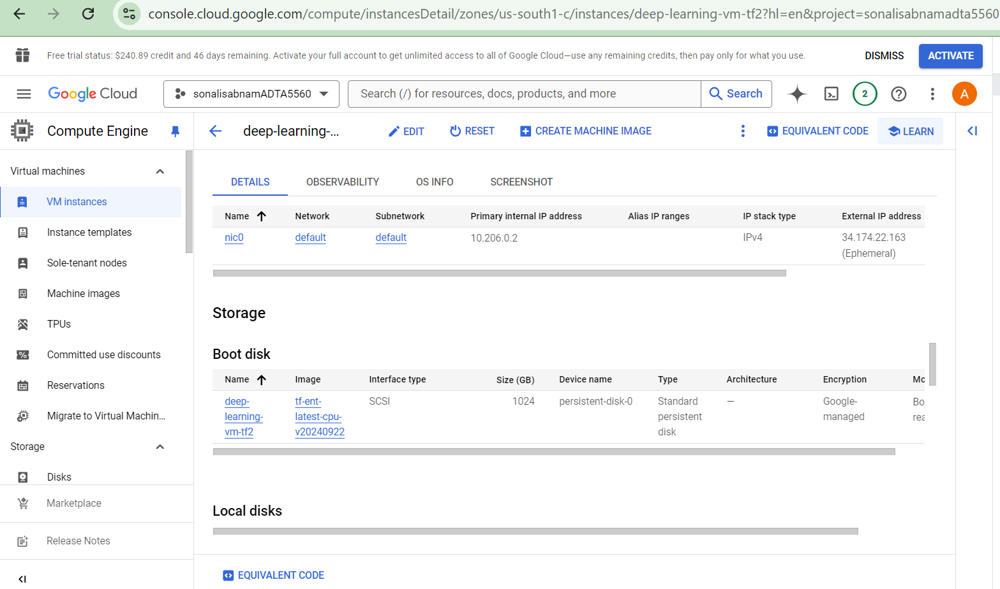 console.cloud.google.com/compute/instancesDetail/zones/us-south1-c/instances/deep-learning-vm-tf2?hl=en&project=sonalisabnamadta5560
Free trial status: $240.89 credit and 46 days remaining. Activate your full account to get unlimited access to all of Google Cloud—use any remaining credits, then pay only for what you use.
DISMISS
ACTIVATE
Google Cloud
sonalisabnamADTA5560
Search (/) for resources, docs, products, and more
Search
2
A
Compute Engine
deep-learning-...
EDIT
RESET
CREATE MACHINE IMAGE
EQUIVALENT CODE
LEARN
Virtual machines
VM instances
Instance templates
Sole-tenant nodes
Machine images
TPUs
Committed use discounts
Reservations
Migrate to Virtual Machin...
Storage
Disks
Marketplace
Release Notes
DETAILS
OBSERVABILITY
OS INFO
SCREENSHOT
Name Network Subnetwork Primary internal IP address Alias IP ranges IP stack type External IP address
nic0 default default 10.206.0.2 IPv4 34.174.22.163
(Ephemeral)
Storage
Boot disk
Name Image Interface type Size (GB) Device name Type Architecture Encryption Mo
deep- tf-ent- SCSI 1024 persistent-disk-0 Standard — Google- Bo
learning- latest-cpu- persistent managed rea
vm-tf2 v20240922 disk
Local disks
EQUIVALENT CODE